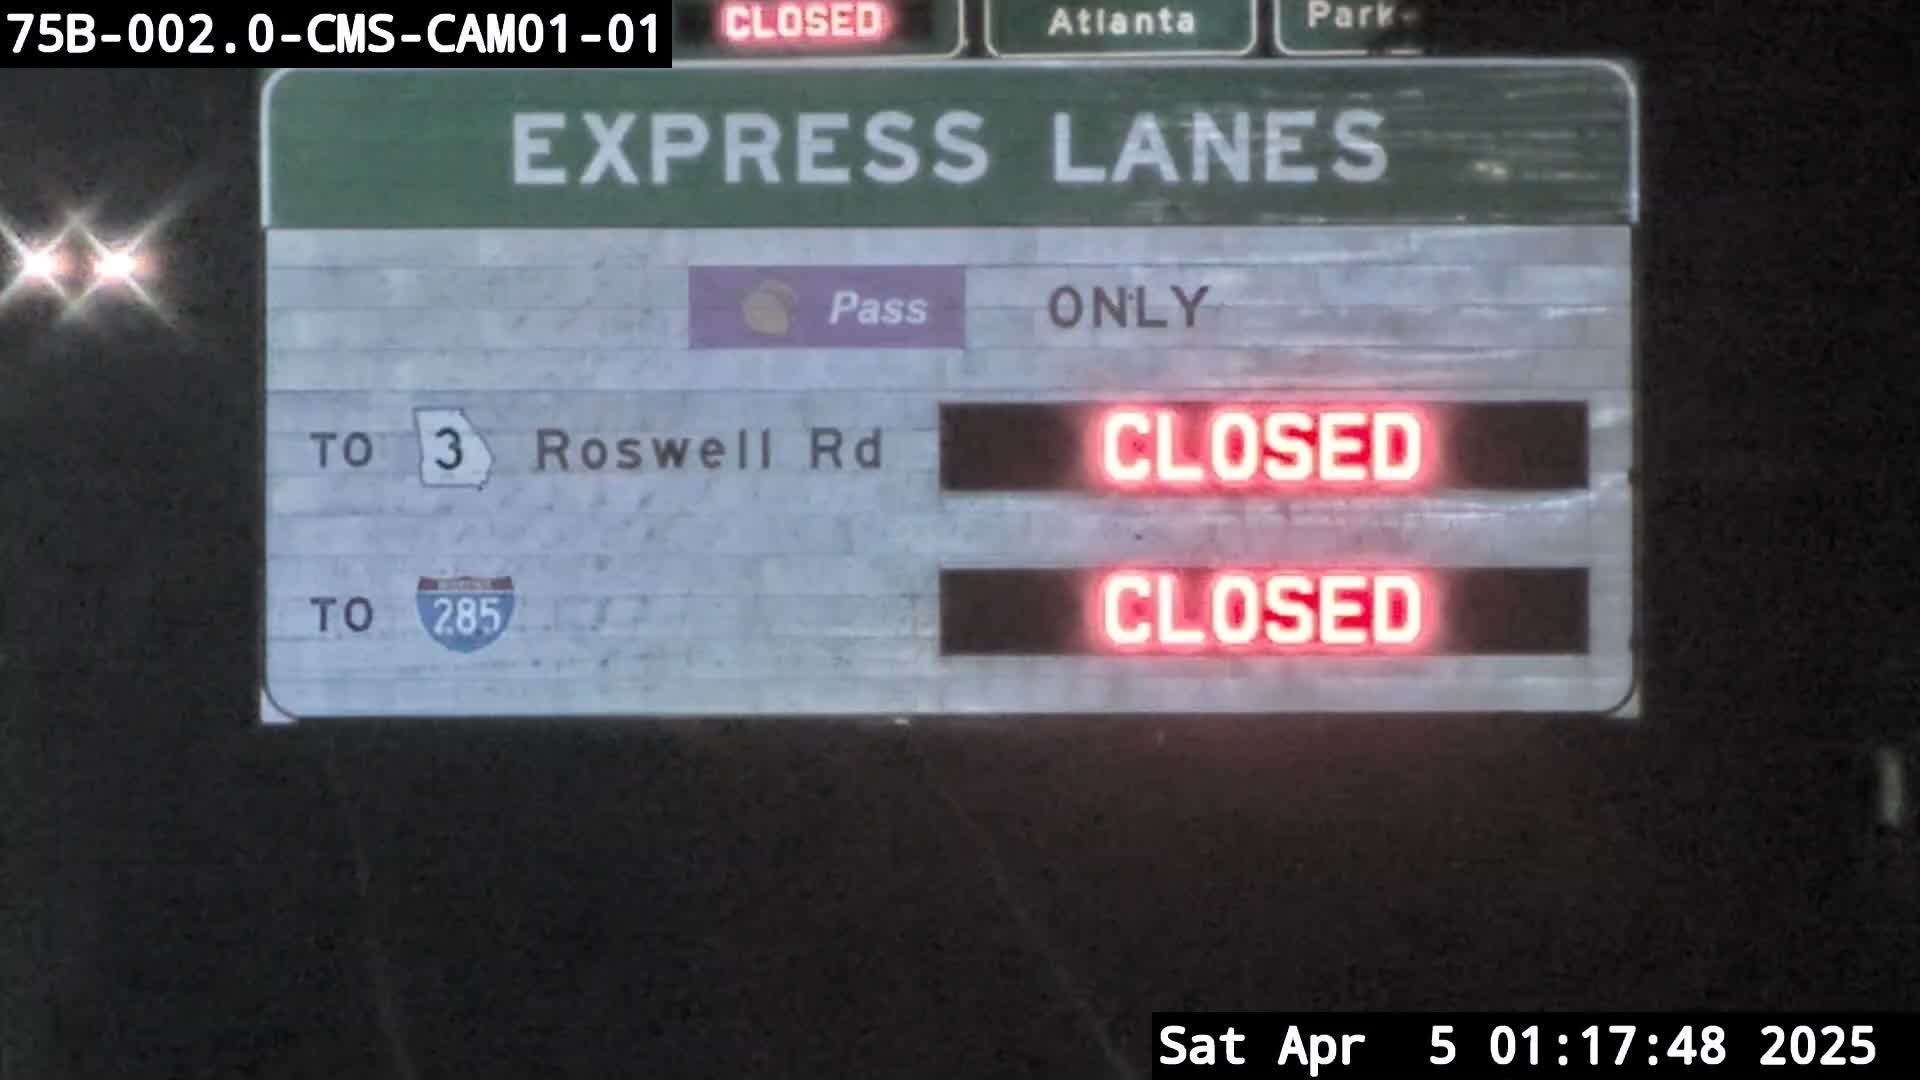 75B-002.0-CMS-CAM01-01
CLOSED
Atlanta
Park
EXPRESS LANES
Pass ONLY
TO 3 Roswell Rd CLOSED
TO 285 CLOSED
Sat Apr 5 01:17:48 2025